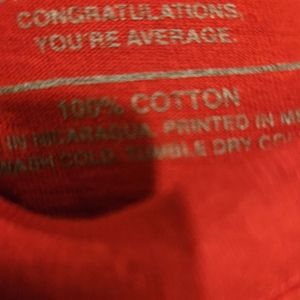 CONGRATULATIONS,
YOU'RE AVERAGE.
100% COTTON
IN NICARAGUA. PRINTED IN
WASH COLD. TUMBLE DRY